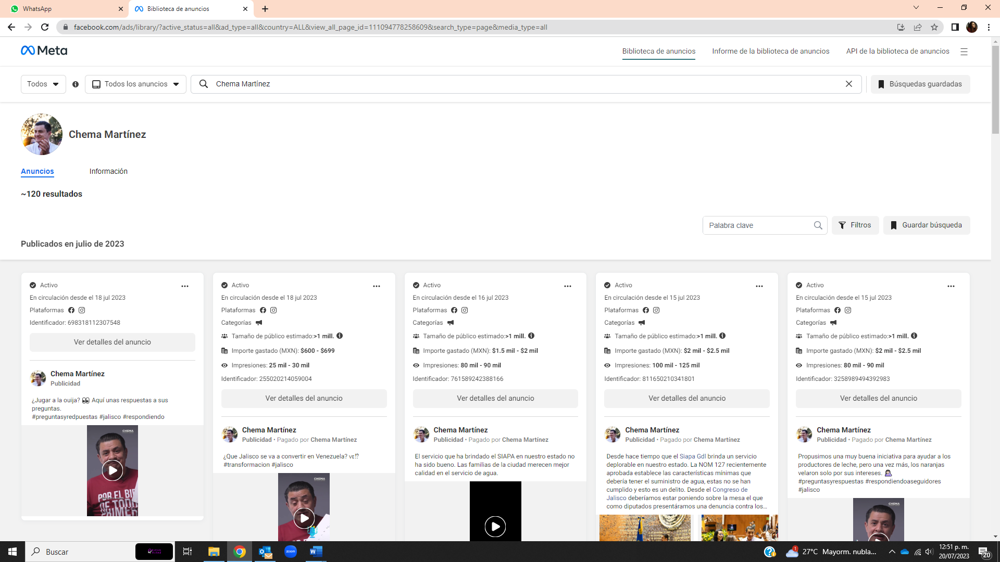 WhatsApp
Biblioteca de anuncios
facebook.com/ads/library/?active_status=all&ad_type=all&country=ALL&view_all_page_id=111094778258609&search_type=page&media_type=all
Meta
Biblioteca de anuncios
Informe de la biblioteca de anuncios
API de la biblioteca de anuncios
Todos
Todos los anuncios
Chema Martínez
Búsquedas guardadas
Chema Martínez
Anuncios
Información
~120 resultados
Palabra clave
Filtros
Guardar búsqueda
Publicados en julio de 2023
Activo
En circulación desde el 18 jul 2023
Plataformas
Identificador: 698318112307548
Ver detalles del anuncio
Chema Martínez
Publicidad
¿Jugar a la ouija? 👀 Aquí unas respuestas a sus
preguntas.
#preguntasyredpuestas #jalisco #respondiendo
CHEMA
POR EL BI
DE TODO
PRIMER
Activo
En circulación desde el 18 jul 2023
Plataformas
Categorías
Tamaño de público estimado:>1 mill.
Importe gastado (MXN): $600 - $699
Impresiones: 25 mil - 30 mil
Identificador: 255020214059004
Ver detalles del anuncio
Chema Martínez
Publicidad • Pagado por Chema Martínez
¿Que Jalisco se va a convertir en Venezuela? 🇻🇪⁉
#transformacion #jalisco
CHEMA
Activo
En circulación desde el 16 jul 2023
Plataformas
Categorías
Tamaño de público estimado:>1 mill.
Importe gastado (MXN): $1.5 mil - $2 mil
Impresiones: 80 mil - 90 mil
Identificador: 761589242388166
Ver detalles del anuncio
Chema Martínez
Publicidad • Pagado por Chema Martínez
El servicio que ha brindado el SIAPA en nuestro estado no
ha sido bueno. Las familias de la ciudad merecen mejor
calidad en el servicio de agua.
Activo
En circulación desde el 15 jul 2023
Plataformas
Categorías
Tamaño de público estimado:>1 mill.
Importe gastado (MXN): $2 mil - $2.5 mil
Impresiones: 100 mil - 125 mil
Identificador: 811650210341801
Ver detalles del anuncio
Chema Martínez
Publicidad • Pagado por Chema Martínez
Desde hace tiempo que el Siapa Gdl brinda un servicio
deplorable en nuestro estado. La NOM 127 recientemente
aprobada establece las características mínimas que
debería tener el suministro de agua, estas no se han
cumplido y esto es un delito. Desde el Congreso de
Jalisco deberíamos estar poniendo sobre la mesa el que
como diputados presentáramos una denuncia contra los...
Activo
En circulación desde el 15 jul 2023
Plataformas
Categorías
Tamaño de público estimado:>1 mill.
Importe gastado (MXN): $2 mil - $2.5 mil
Impresiones: 80 mil - 90 mil
Identificador: 3258989494392983
Ver detalles del anuncio
Chema Martínez
Publicidad • Pagado por Chema Martínez
Propusimos una muy buena iniciativa para ayudar a los
productores de leche, pero una vez más, los naranjas
velaron solo por sus intereses. 🤦🏻‍♀️
#preguntasyrespuestas #respondiendoaseguidores
#jalisco
CHEMA
Buscar
zoom
1
27°C Mayorm. nubla...
12:51 p. m.
20/07/2023
20